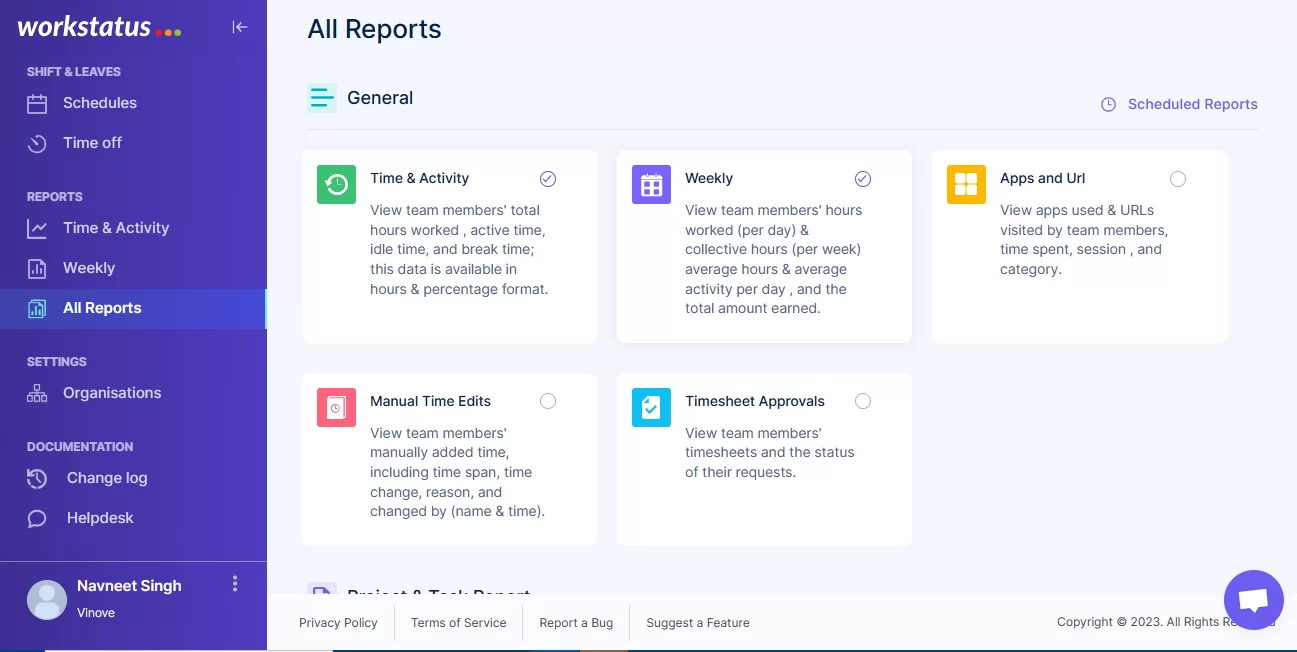 workstatus
SHIFT & LEAVES
Schedules
Time off
REPORTS
Time & Activity
Weekly
All Reports
SETTINGS
Organisations
DOCUMENTATION
Change log
Helpdesk
Navneet Singh
Vinove
All Reports
General
Scheduled Reports
Time & Activity
View team members' total
hours worked , active time,
idle time, and break time;
this data is available in
hours & percentage format.
Weekly
View team members' hours
worked (per day) &
collective hours (per week)
average hours & average
activity per day , and the
total amount earned.
Apps and Url
View apps used & URLs
visited by team members,
time spent, session , and
category.
Manual Time Edits
View team members'
manually added time,
including time span, time
change, reason, and
changed by (name & time).
Timesheet Approvals
View team members'
timesheets and the status
of their requests.
Project & Task Report
Privacy Policy
Terms of Service
Report a Bug
Suggest a Feature
Copyright © 2023. All Rights